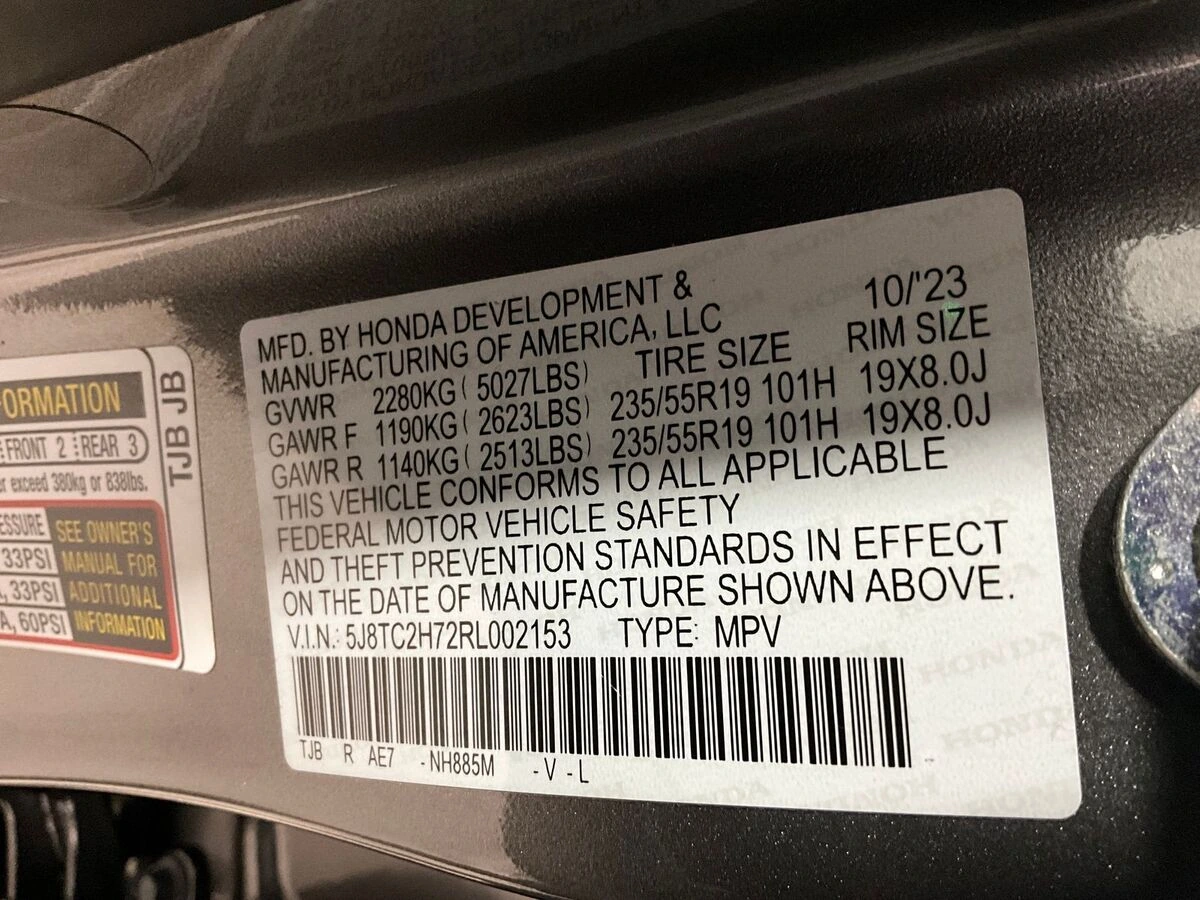 MFD. BY HONDA DEVELOPMENT & 10/'23
MANUFACTURING OF AMERICA, LLC
TIRE SIZE RIM SIZE
GVWR 2280KG ( 5027LBS)
GAWR F 1190KG ( 2623LBS) 235/55R19 101H 19X8.0J
GAWR R 1140KG ( 2513LBS) 235/55R19 101H 19X8.0J
THIS VEHICLE CONFORMS TO ALL APPLICABLE
FEDERAL MOTOR VEHICLE SAFETY
AND THEFT PREVENTION STANDARDS IN EFFECT
ON THE DATE OF MANUFACTURE SHOWN ABOVE.
V.I.N.: 5J8TC2H72RL002153 TYPE: MPV
TJB R AE7 -NH885M -V -L
ORMATION
FRONT 2 REAR 3
exceed 380kg or 838lbs.
TJB JB
ESSURE SEE OWNER'S
33PSI MANUAL FOR
33PSI ADDITIONAL
60PSI INFORMATION
HONDA
HONDA